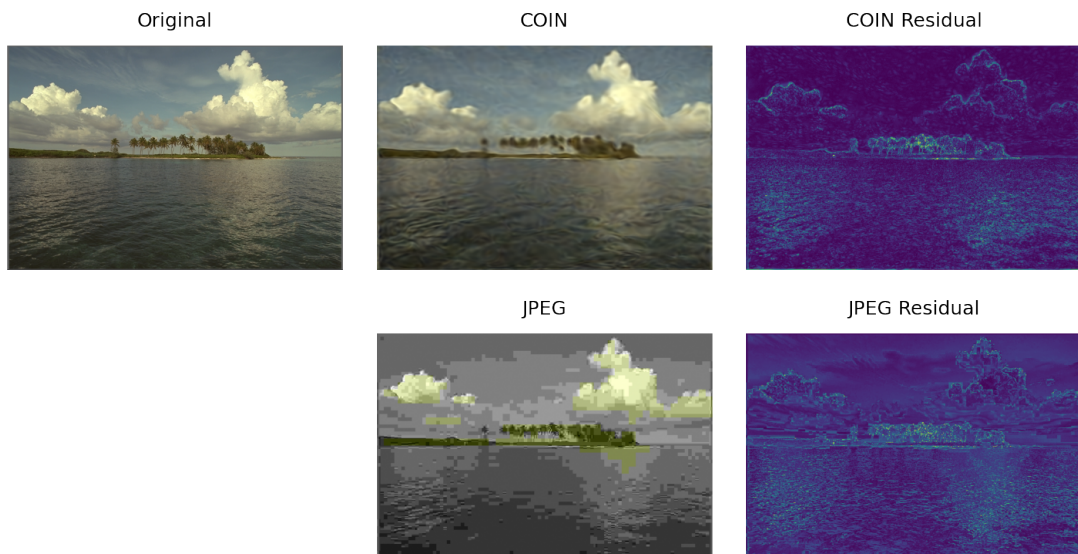 Original
COIN
COIN Residual
JPEG
JPEG Residual